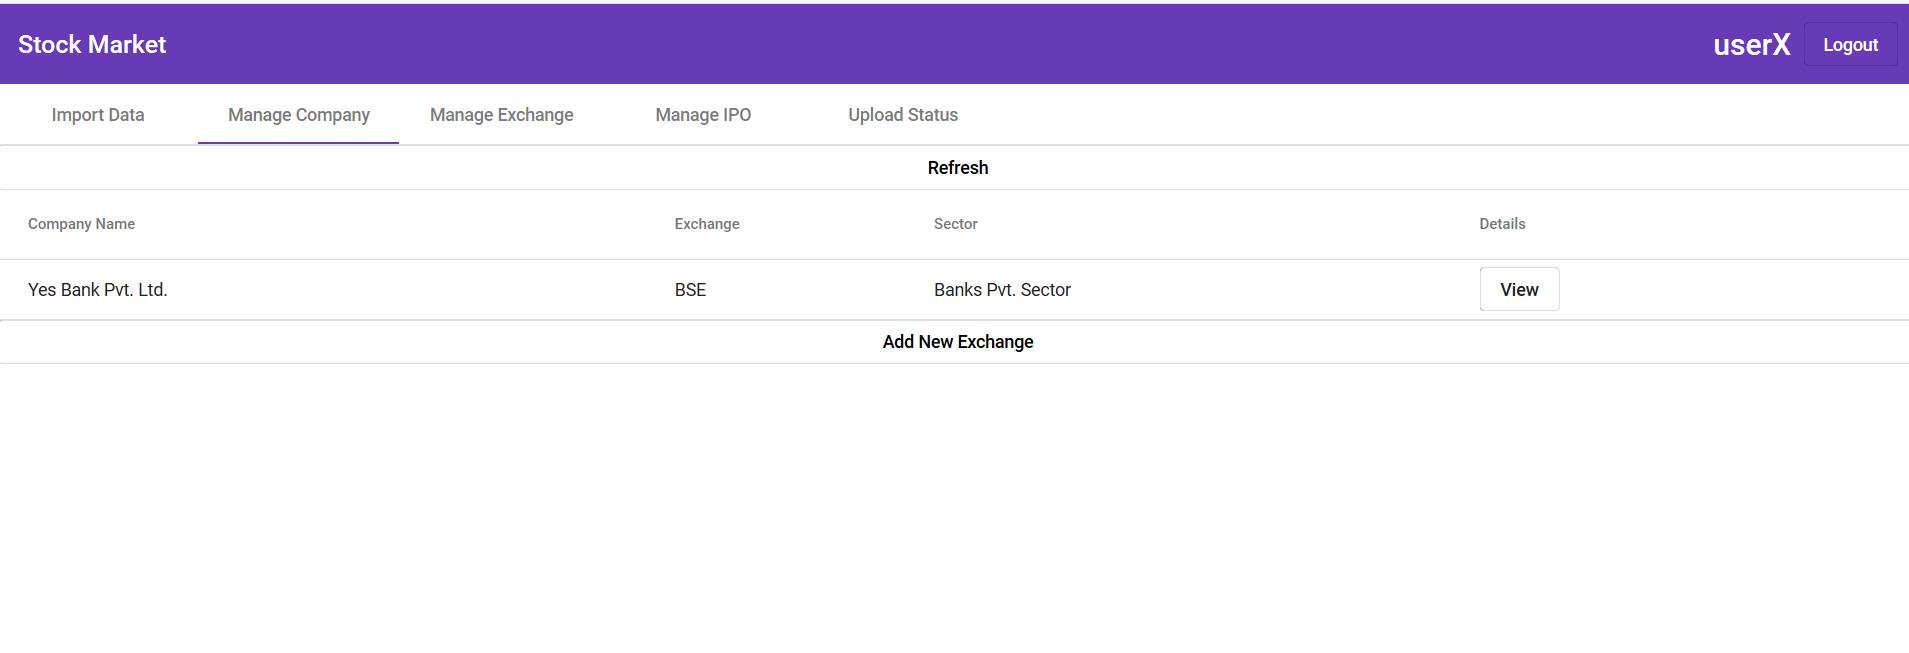 Stock Market userX Logout
Import Data Manage Company Manage Exchange Manage IPO Upload Status
Refresh
Company Name Exchange Sector Details
Yes Bank Pvt. Ltd. BSE Banks Pvt. Sector View
Add New Exchange